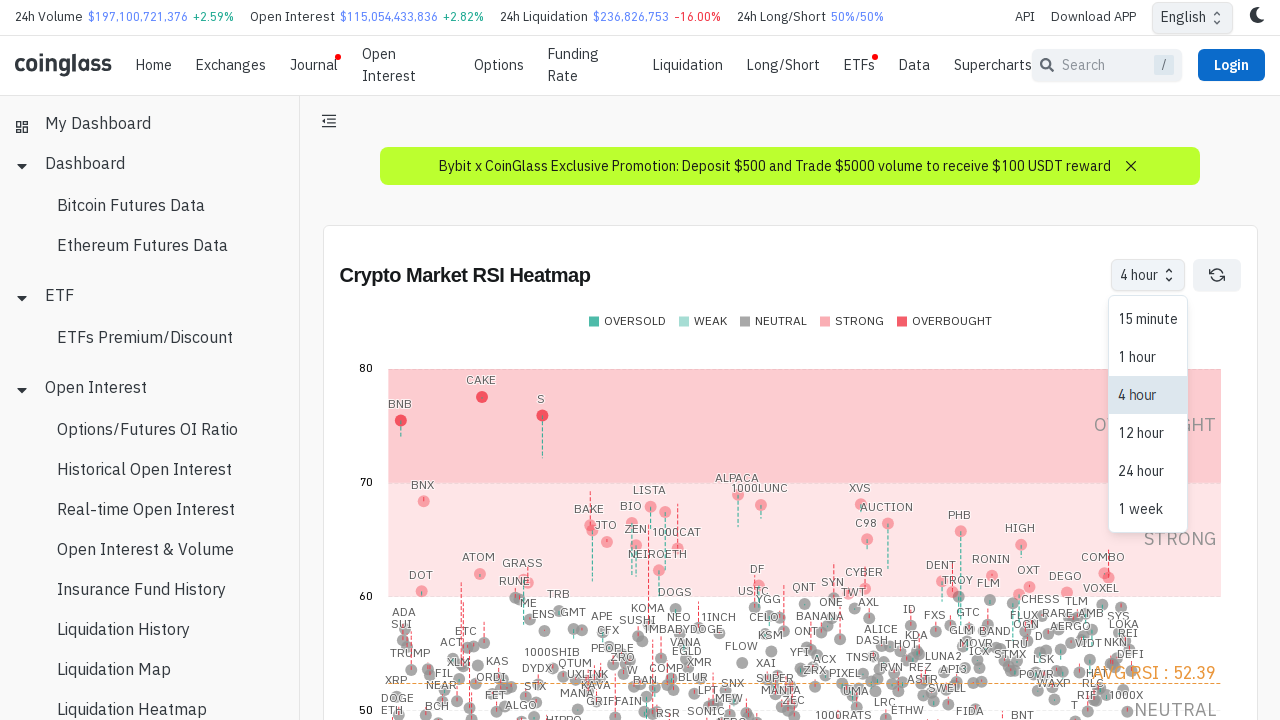 24h Volume $197,100,721,376 +2.59% Open Interest $115,054,433,836 +2.82% 24h Liquidation $236,826,753 -16.00% 24h Long/Short 50%/50% API Download APP English
coinglass Home Exchanges Journal Open Interest Options Funding Rate Liquidation Long/Short ETFs Data Supercharts Search / Login
My Dashboard
Dashboard
Bitcoin Futures Data
Ethereum Futures Data
ETF
ETFs Premium/Discount
Open Interest
Options/Futures OI Ratio
Historical Open Interest
Real-time Open Interest
Open Interest & Volume
Insurance Fund History
Liquidation History
Liquidation Map
Liquidation Heatmap
Bybit x CoinGlass Exclusive Promotion: Deposit $500 and Trade $5000 volume to receive $100 USDT reward
Crypto Market RSI Heatmap
4 hour
15 minute
1 hour
4 hour
12 hour
24 hour
1 week
OVERSOLD WEAK NEUTRAL STRONG OVERBOUGHT
80
CAKE
BNB S
70
BNX LISTA ALPACA 1000LUNC XVS
BAKE BIO AUCTION PHB
JTO ZEN 1000CAT C98 HIGH
STRONG
ATOM GRASS NEIROETH RONIN COMBO
DOT RUNE DF CYBER DENT OXT DEGO
60
USTC QNT SYN TWT TROY FLM VOXEL
ME TRB DOGS YGG ONE AXL CHESS TLM
ADA ENS GMT KOMA ID GTC
SUI APE SUSHI NEO 1INCH CELO BANANA FXS FLUX RARE JAMB SYS
ETC CFX 1MBABYDOGE KSM ONT ALICE KDA GLM BAND OGN AERGO LOKA
ACT PEOPLE VANA FLOW YFI DASH HOT MOVR TRU VIDT NKN REI
TRUMP 1000SHIB ZRO EGLD XAI ACX TNSR LUNA2 ICX STMX LSK DEFI
XLM KAS DYDX QTUM COMP XMR ZRX PIXEL RVN REZ API3 POWR
AVG RSI : 52.39
XRP FIL ORDI UXLINK BAN BLUR SUPER ASTR WAXP RLC
NEAR FET STX KAVA LPT SNX MANTA UMA SWELL
DOGE BCH ALGO MANA GRIFFAIN MEW ZEC LRC RIF 1000X
ETH HIPPO RSR SONIC 1000RATS ETHW FIDA BNT T
50
NEUTRAL